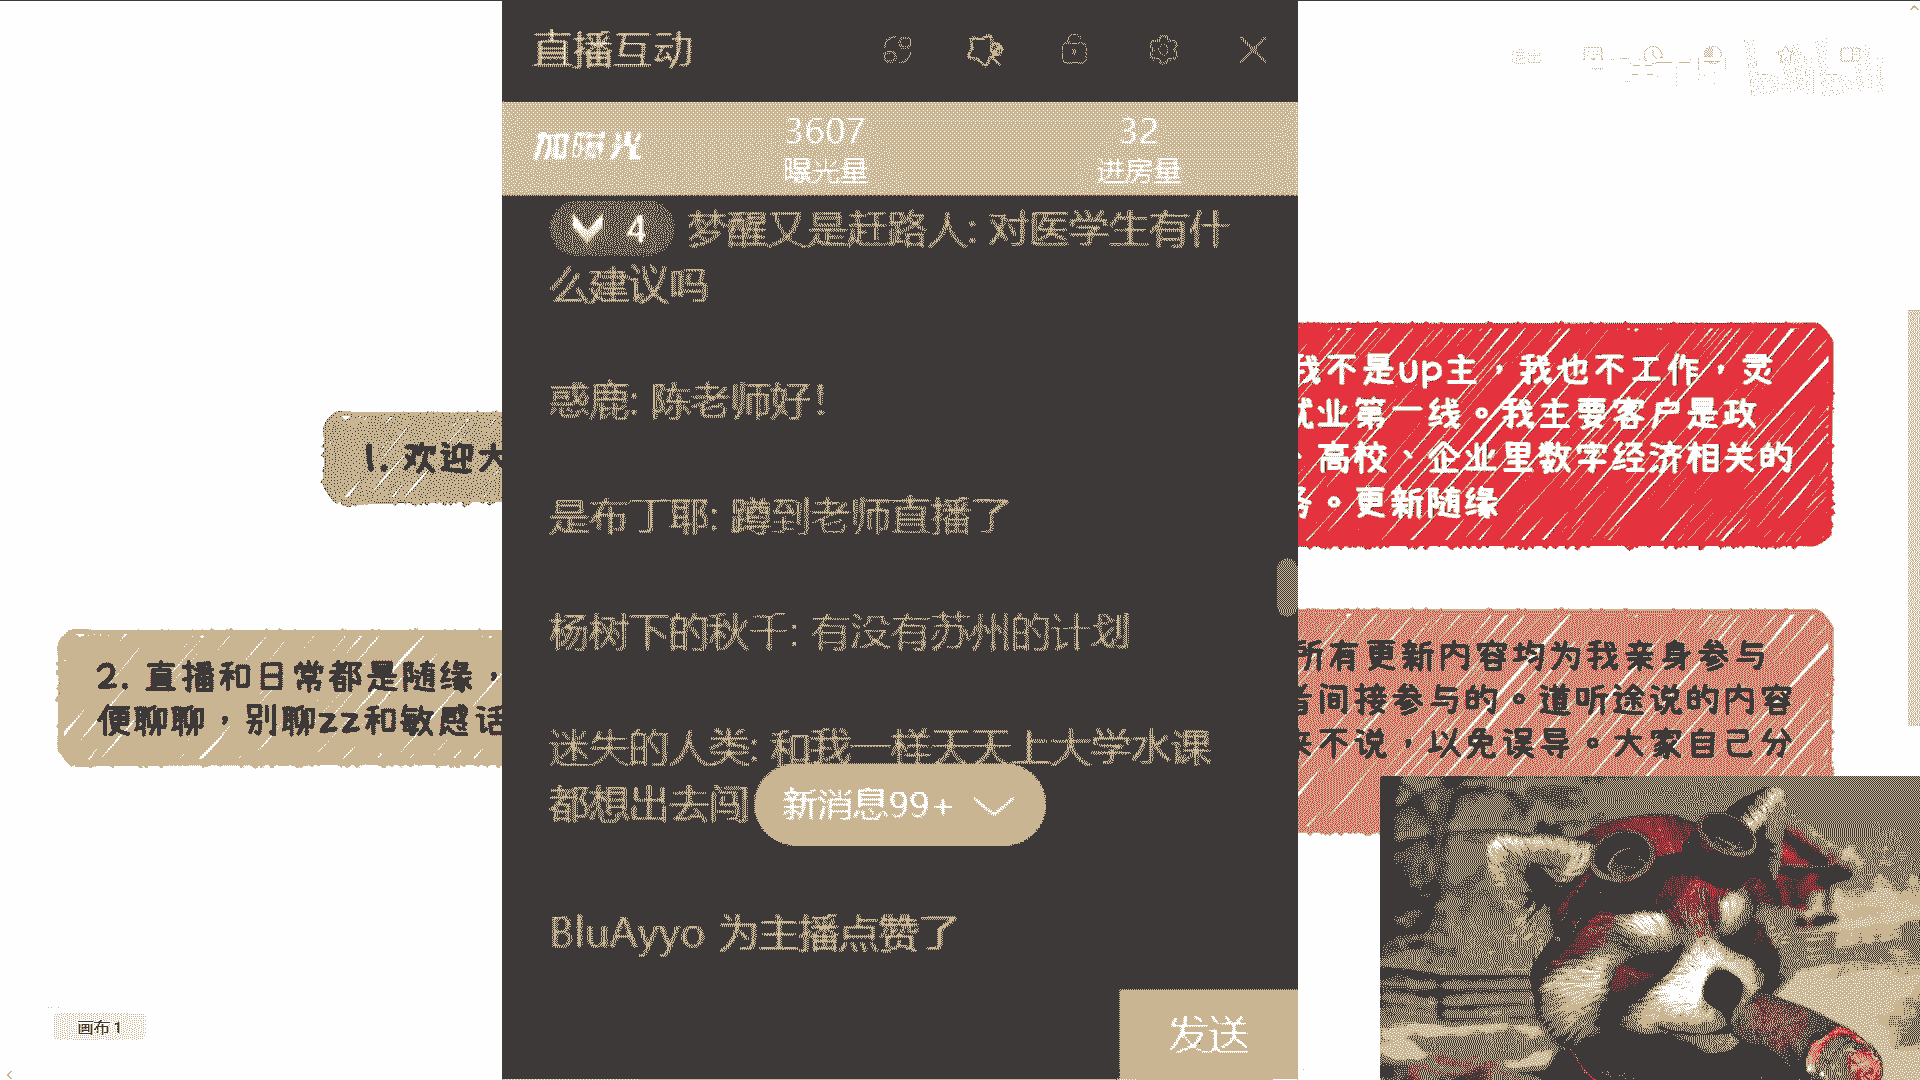 直播互动
加曝光
3607
曝光量
32
进房量
4 梦醒又是赶路人: 对医学生有什
么建议吗
惑鹿: 陈老师好!
是布丁耶: 蹲到老师直播了
杨树下的秋千: 有没有苏州的计划
迷失的人类: 和我一样天天上大学水课
都想出去闯
新消息99+
BluAyyo 为主播点赞了
发送
1. 欢迎大
2. 直播和日常都是随缘，
便聊聊，别聊zz和敏感话
我不是up主，我也不工作，灵
就业第一线。我主要客户是政
、高校、企业里数字经济相关的
务。更新随缘
所有更新内容均为我亲身参与
者间接参与的。道听途说的内容
来不说，以免误导。大家自己分
画布 1